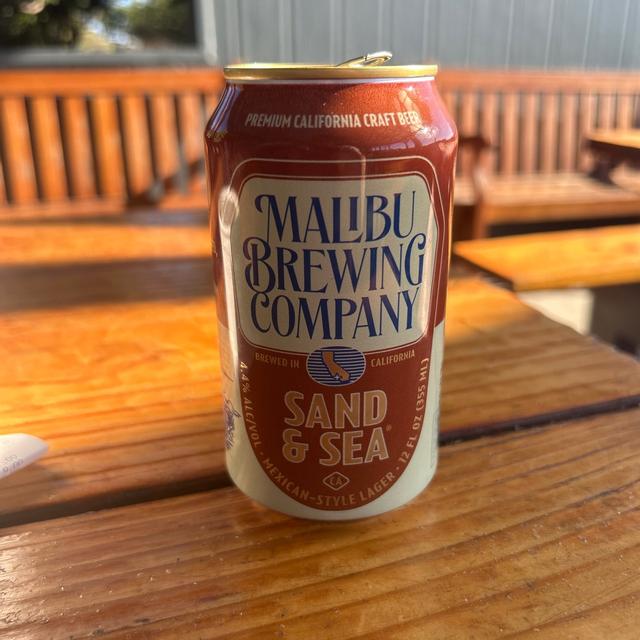 PREMIUM CALIFORNIA CRAFT BEER
MALIBU
BREWING
COMPANY
BREWED IN CALIFORNIA
SAND
& SEA®
LA
4.4% ALC/VOL · MEXICAN-STYLE LAGER · 12 FL OZ (355 ML)